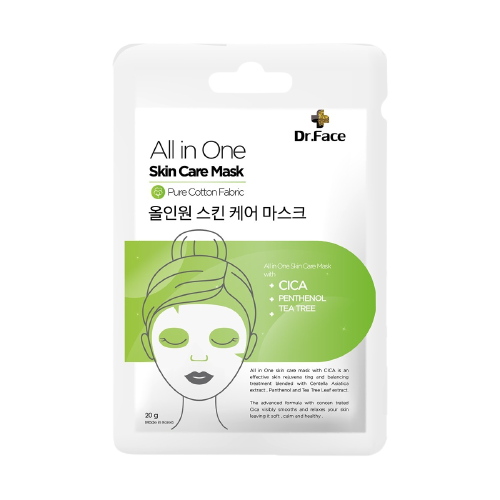 Dr.Face
All in One
Skin Care Mask
Pure Cotton Fabric
올인원 스킨 케어 마스크
All in One Skin Care Mask
with
CICA
PENTHENOL
TEA TREE
All in One skin care mask with CICA is an
effective skin rejuvena ting and balancing
treatment blended with Centella Asiatica
extract , Penthenol and Tea Tree Leaf extract.
The advanced formula with concen trated
Cica visibly smooths and relaxes your skin
leaving it soft , calm and healthy .
20 g
Made in Korea